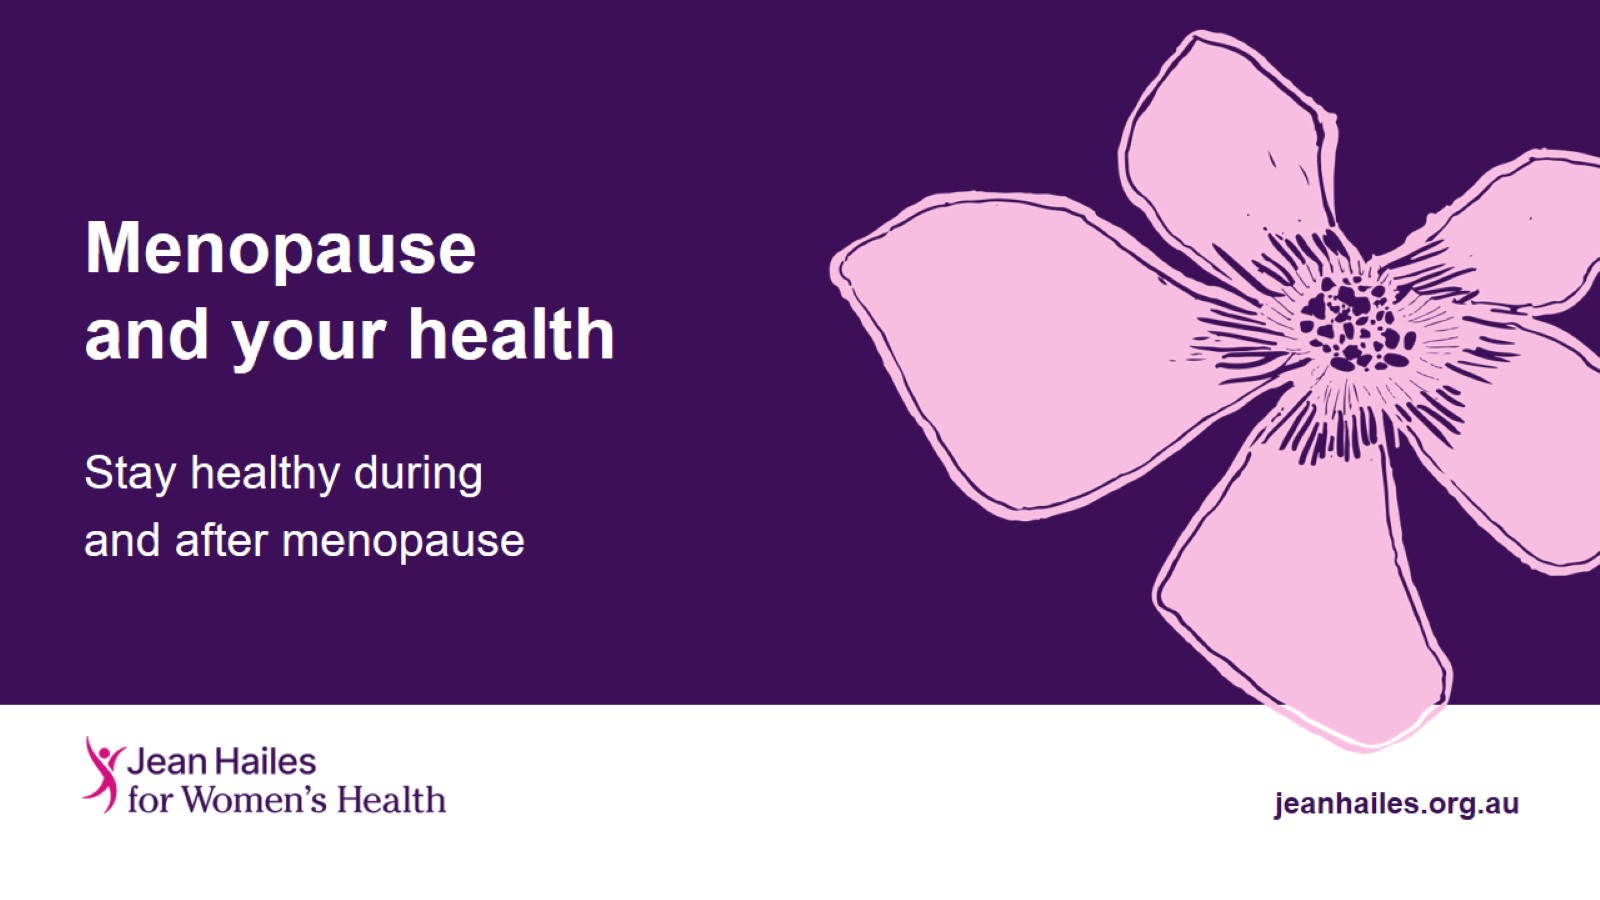 Menopause
and your health
Stay healthy during
and after menopause
Jean Hailes
for Women's Health
jeanhailes.org.au